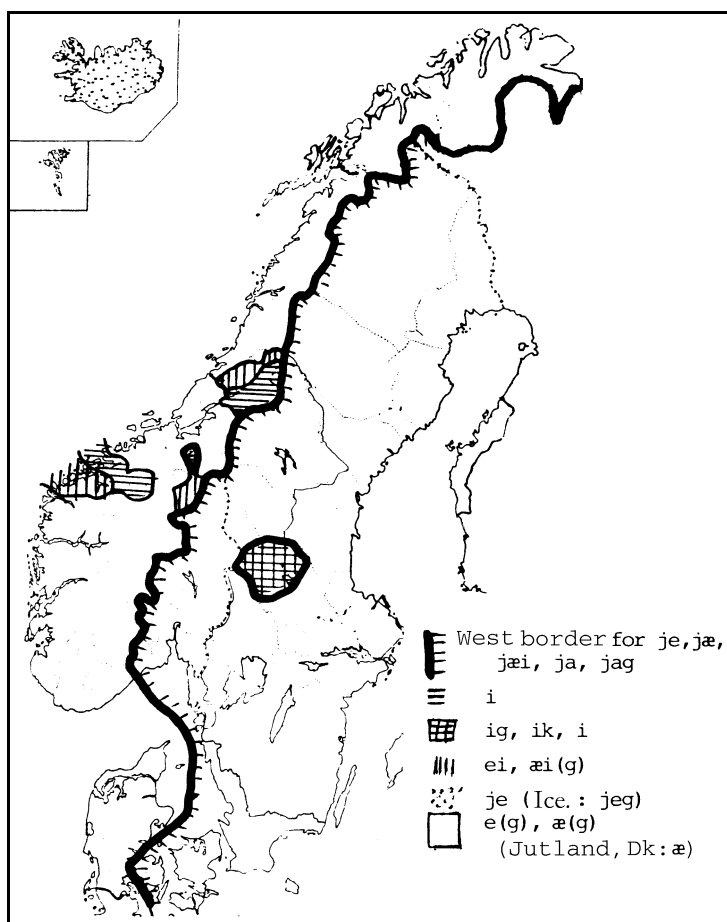 West border for je, jæ,
jæi, ja, jag
i
ig, ik, i
ei, æi(g)
je (Ice.: jeg)
e(g), æ(g)
(Jutland, Dk: æ)